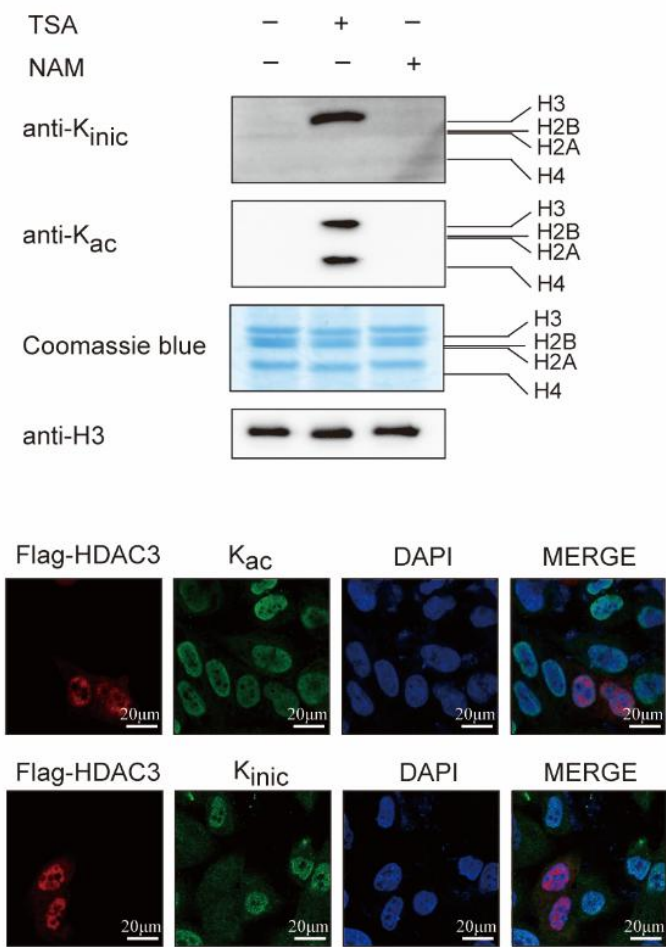 TSA – + –
NAM – – +
anti-Kinic H3 H2B H2A H4
anti-Kac H3 H2B H2A H4
Coomassie blue H3 H2B H2A H4
anti-H3
Flag-HDAC3 Kac DAPI MERGE
20μm 20μm 20μm 20μm
Flag-HDAC3 Kinic DAPI MERGE
20μm 20μm 20μm 20μm